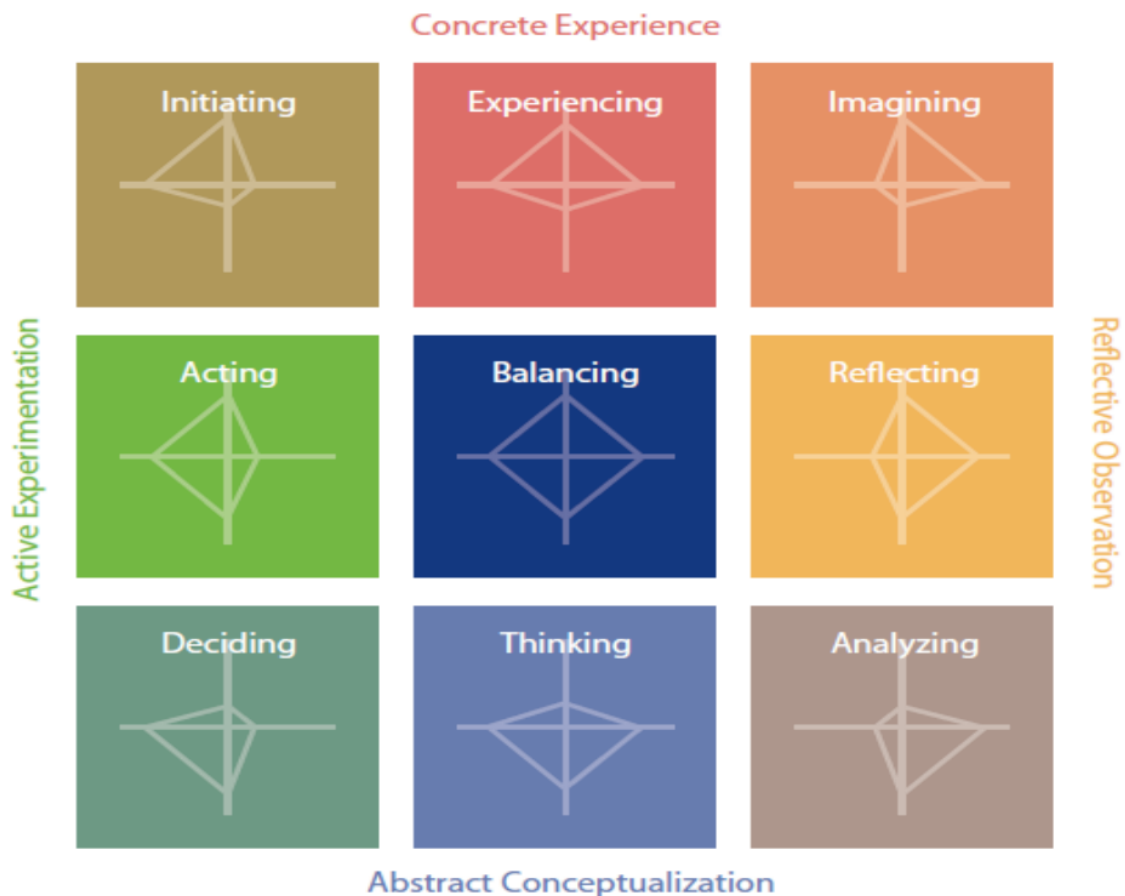 Concrete Experience
Initiating
Experiencing
Imagining
Active Experimentation
Acting
Balancing
Reflecting
Reflective Observation
Deciding
Thinking
Analyzing
Abstract Conceptualization